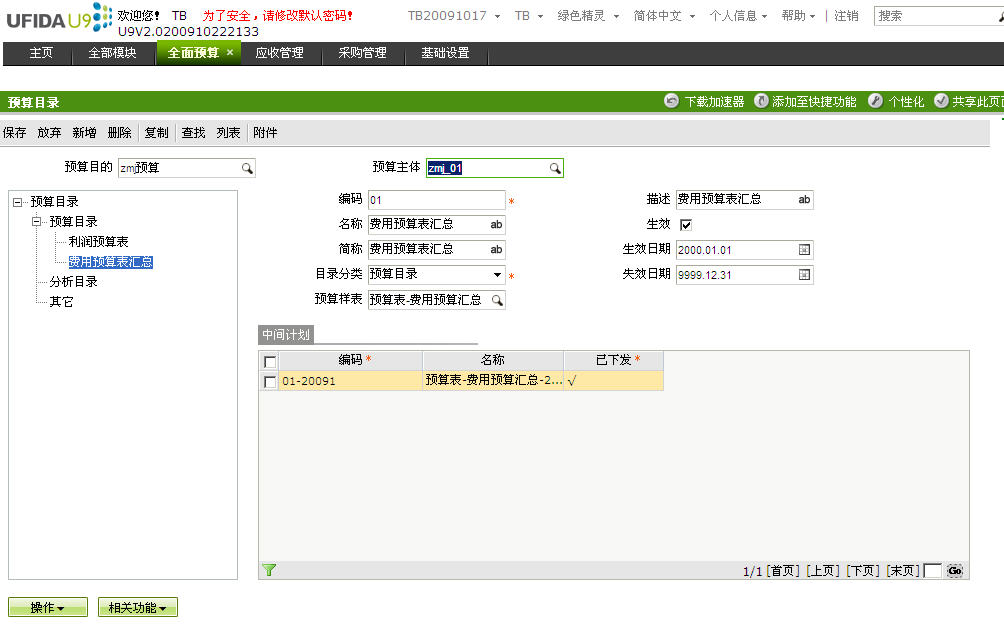 UFIDA U9 欢迎您! TB 为了安全，请修改默认密码! TB20091017 TB 绿色精灵 简体中文 个人信息 帮助 | 注销 搜索
U9V2.0200910222133
主页 全部模块 全面预算 × 应收管理 采购管理 基础设置
预算目录 下载加速器 添加至快捷功能 个性化 共享此页面
保存 放弃 新增 删除 复制 查找 列表 附件
预算目的 zm预算 预算主体 zmj_01
预算目录
预算目录
利润预算表
费用预算表汇总
分析目录
其它
编码 01 * 描述 费用预算表汇总 ab
名称 费用预算表汇总 ab 生效
简称 费用预算表汇总 ab 生效日期 2000.01.01
目录分类 预算目录 * 失效日期 9999.12.31
预算样表 预算表-费用预算汇总
中间计划
编码 * 名称 已下发 *
01-20091 预算表-费用预算汇总-2... √
1/1 [首页] [上页] [下页] [末页] Go
操作 相关功能